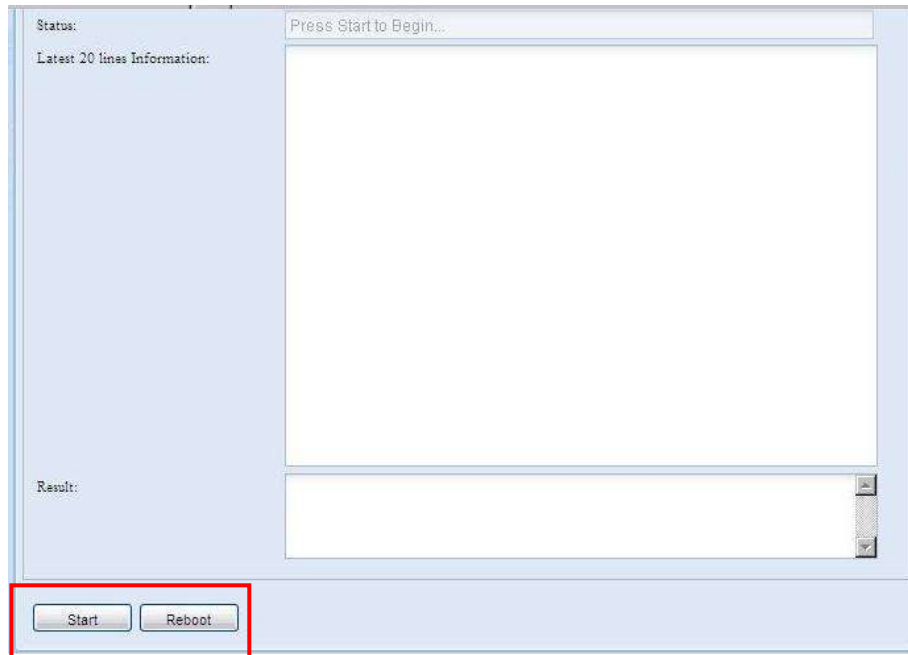 Status:
Press Start to Begin...
Latest 20 lines Information:
Result:
Start
Reboot